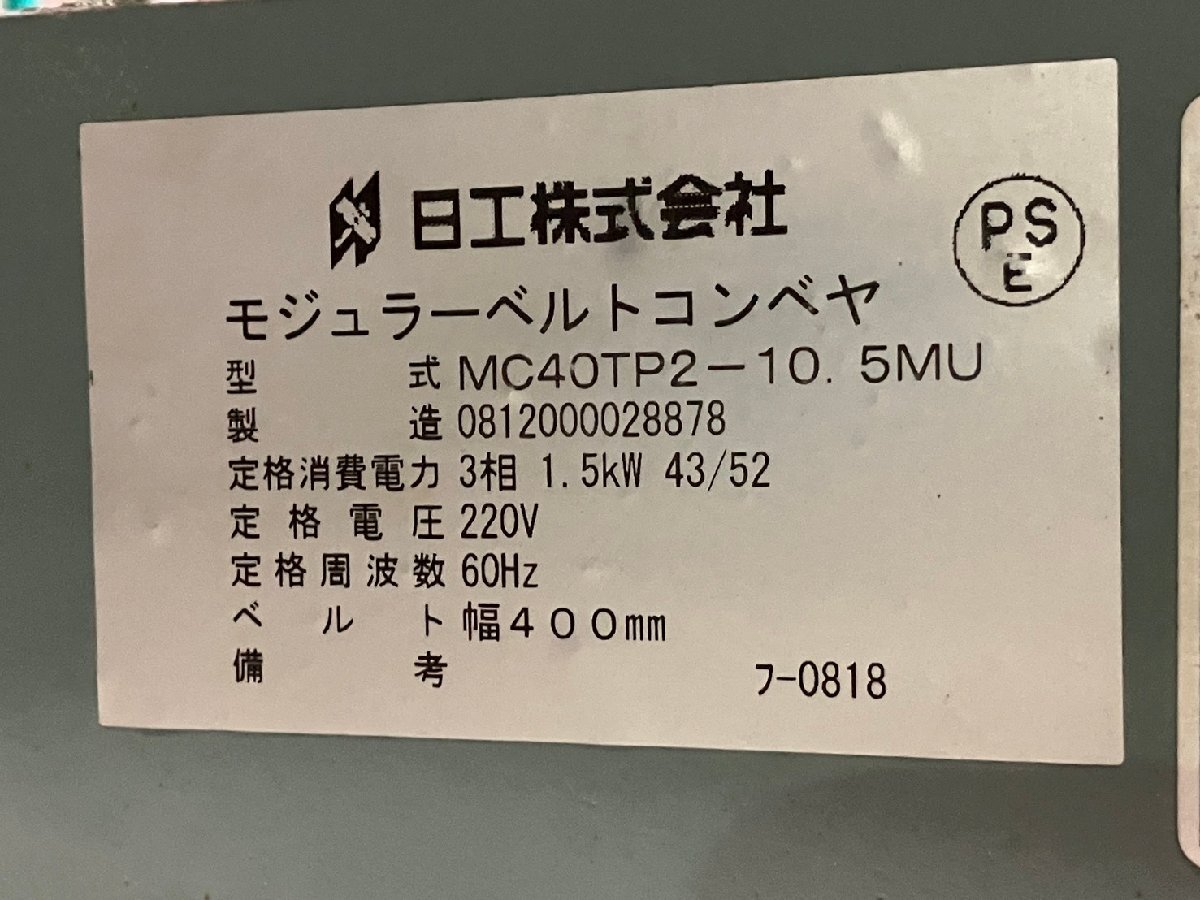 日工株式会社
PS
E
モジュラーベルトコンベヤ
型式 MC40TP2-10.5MU
製造 0812000028878
定格消費電力 3相 1.5kW 43/52
定格電圧 220V
定格周波数 60Hz
ベルト 幅400mm
備考 フ-0818